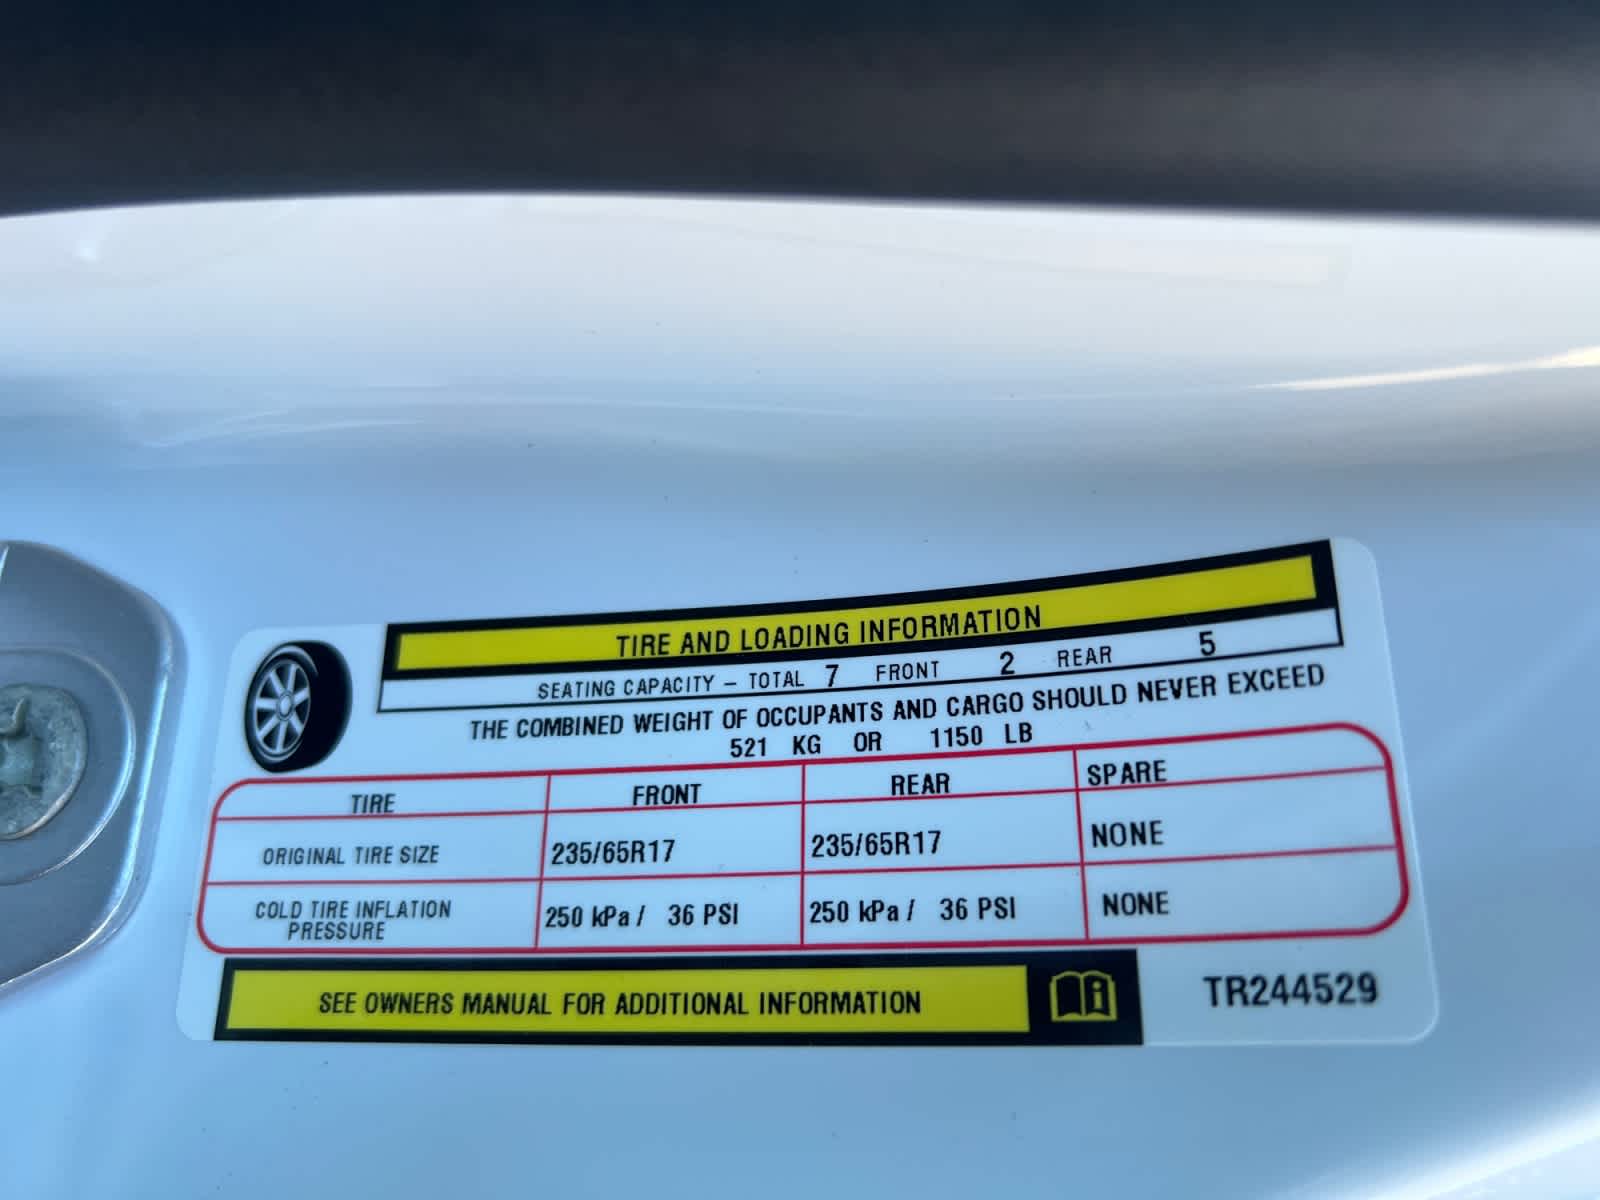 TIRE AND LOADING INFORMATION
SEATING CAPACITY – TOTAL 7 FRONT 2 REAR 5
THE COMBINED WEIGHT OF OCCUPANTS AND CARGO SHOULD NEVER EXCEED
521 KG OR 1150 LB
TIRE FRONT REAR SPARE
ORIGINAL TIRE SIZE 235/65R17 235/65R17 NONE
COLD TIRE INFLATION
PRESSURE 250 kPa / 36 PSI 250 kPa / 36 PSI NONE
SEE OWNERS MANUAL FOR ADDITIONAL INFORMATION
TR244529